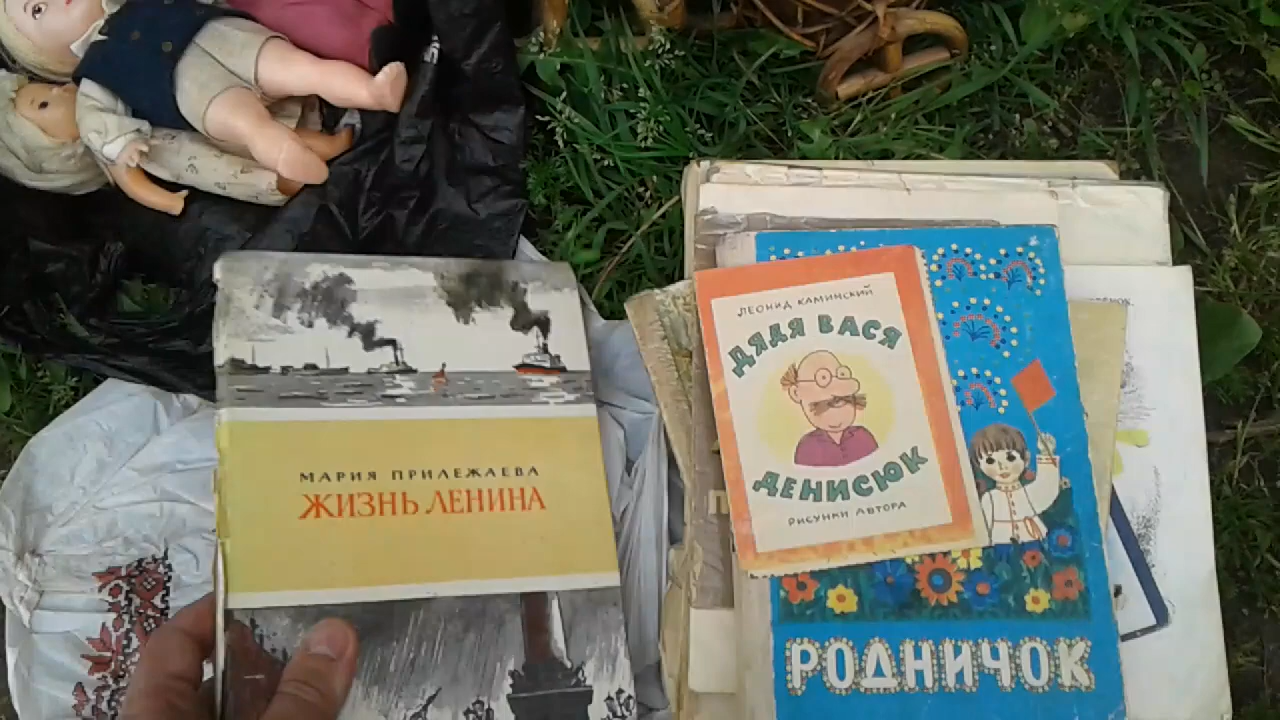 МАРИЯ ПРИЛЕЖАЕВА
ЖИЗНЬ ЛЕНИНА
ЛЕОНИД КАМИНСКИЙ
ДЯДЯ ВАСЯ
ДЕНИСЮК
РИСУНКИ АВТОРА
РОДНИЧОК